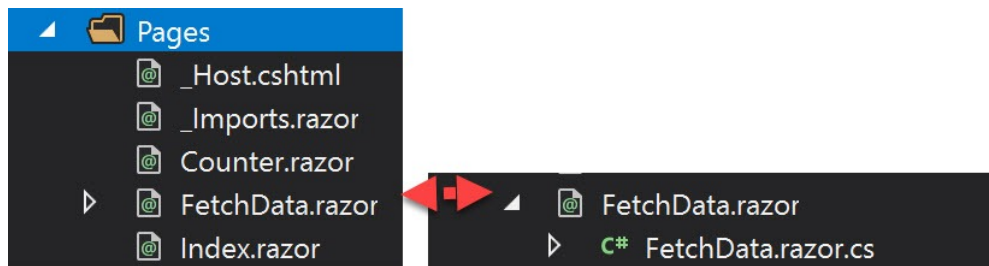 Pages
_Host.cshtml
_Imports.razor
Counter.razor
FetchData.razor
Index.razor
FetchData.razor
C# FetchData.razor.cs